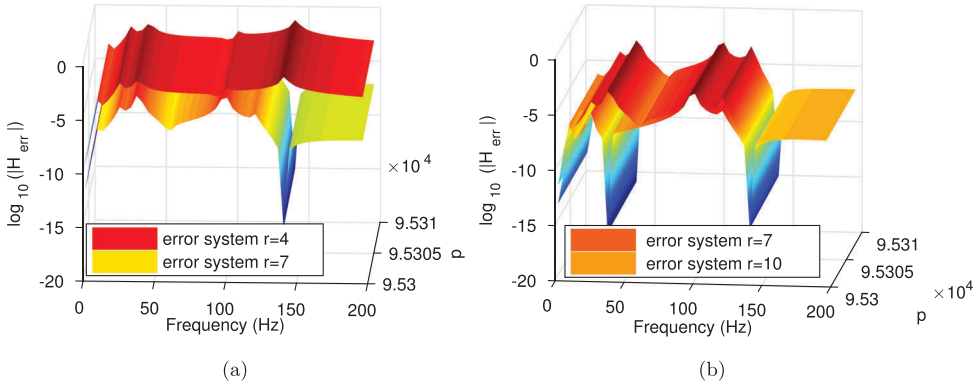 0
-5
-10
-15
-20
log 10 (|H err |)
× 10 4
9.531
9.5305
9.53
p
error system r=4
error system r=7
0
50
100
150
200
Frequency (Hz)
(a)
0
-5
-10
-15
-20
log 10 (|H err |)
error system r=7
error system r=10
9.531
9.5305
9.53
×10 4
p
0
50
100
150
200
Frequency (Hz)
(b)